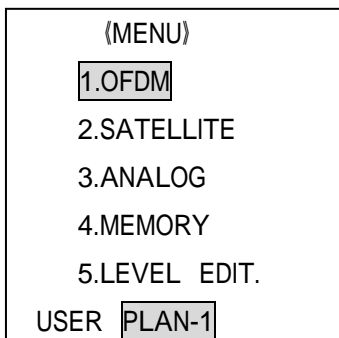 《MENU》
1.OFDM
2.SATELLITE
3.ANALOG
4.MEMORY
5.LEVEL EDIT.
USER PLAN-1